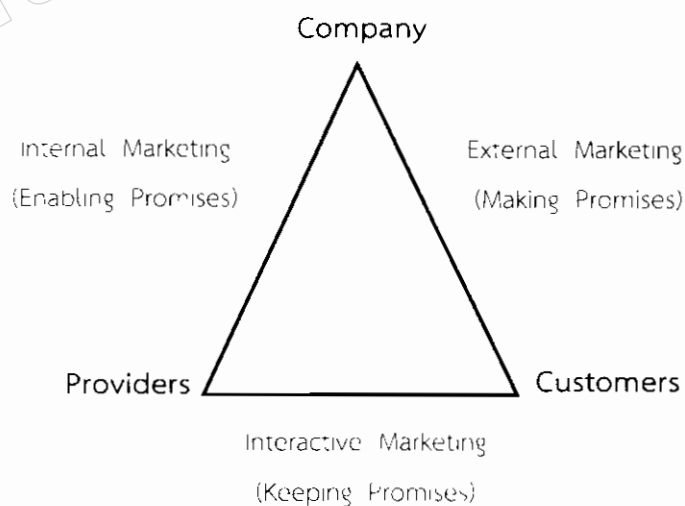 Company
Internal Marketing
(Enabling Promises)
External Marketing
(Making Promises)
Providers
Customers
Interactive Marketing
(Keeping Promises)